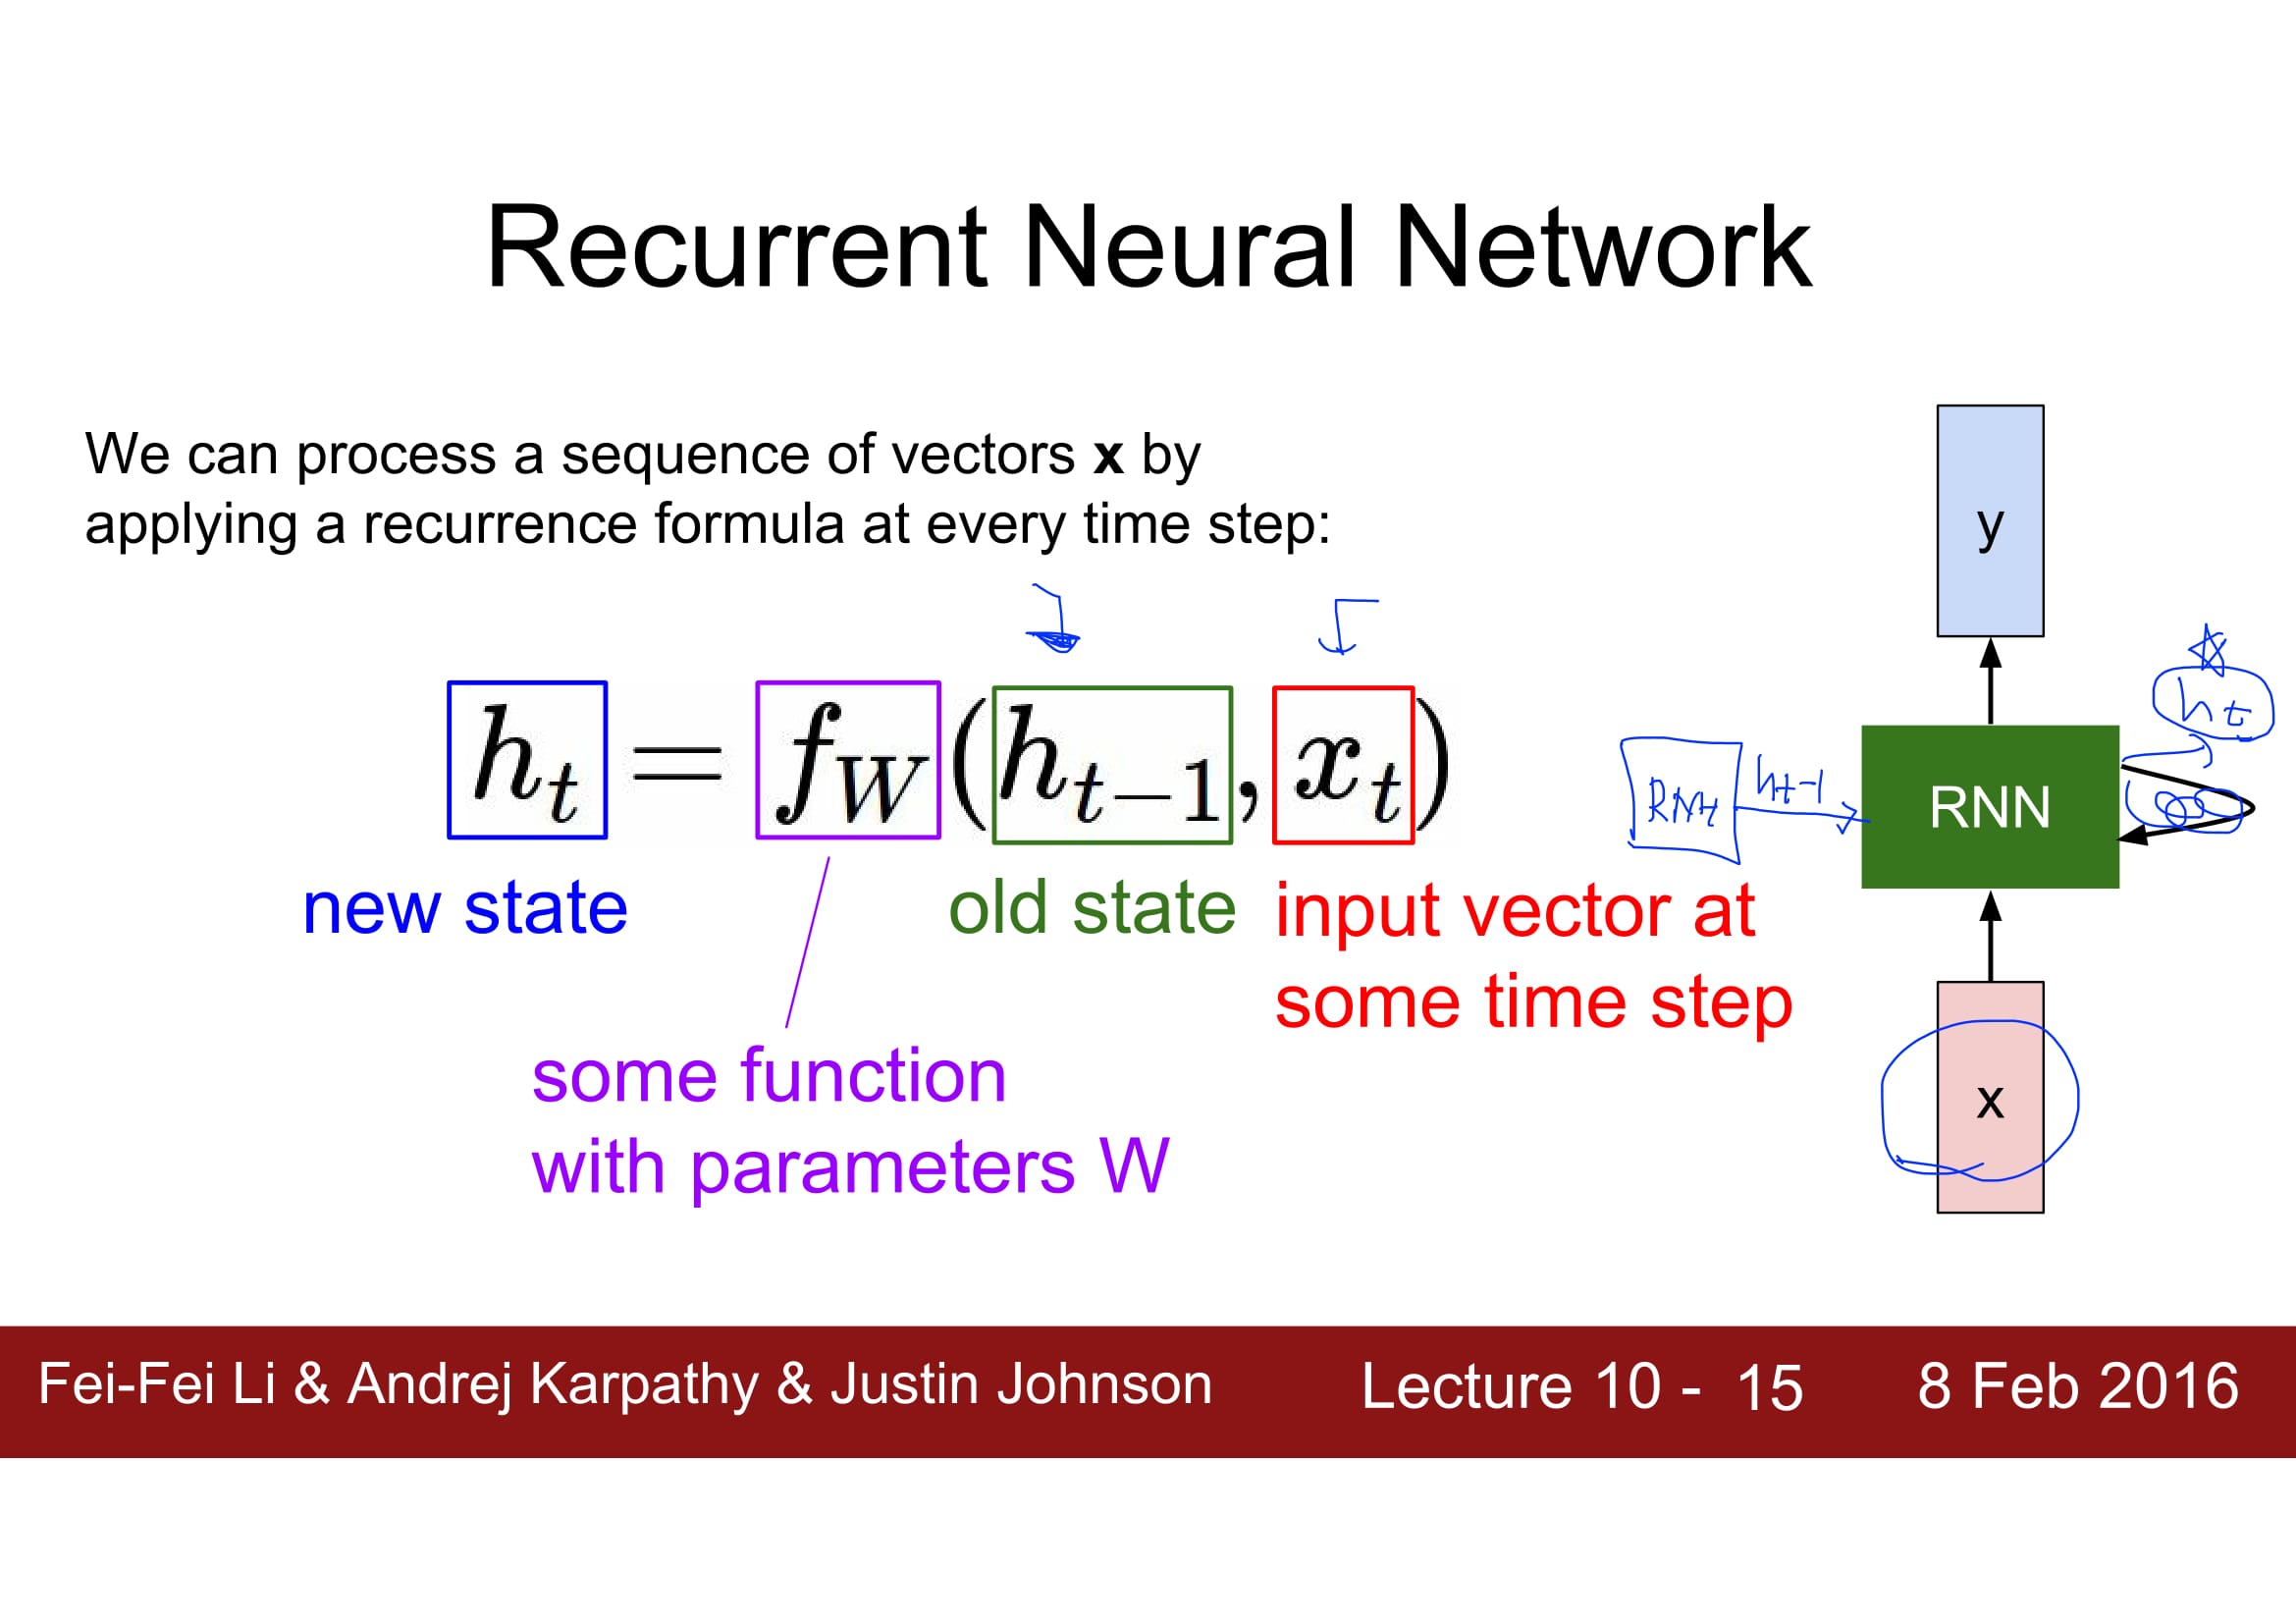 Recurrent Neural Network
We can process a sequence of vectors x by
applying a recurrence formula at every time step:
y
h_t
h_t = f_W(h_{t-1}, x_t)
RNN
h_{t-1}
RNN
new state
old state
input vector at
some time step
some function
with parameters W
x
Fei-Fei Li & Andrej Karpathy & Justin Johnson
Lecture 10 - 15
8 Feb 2016